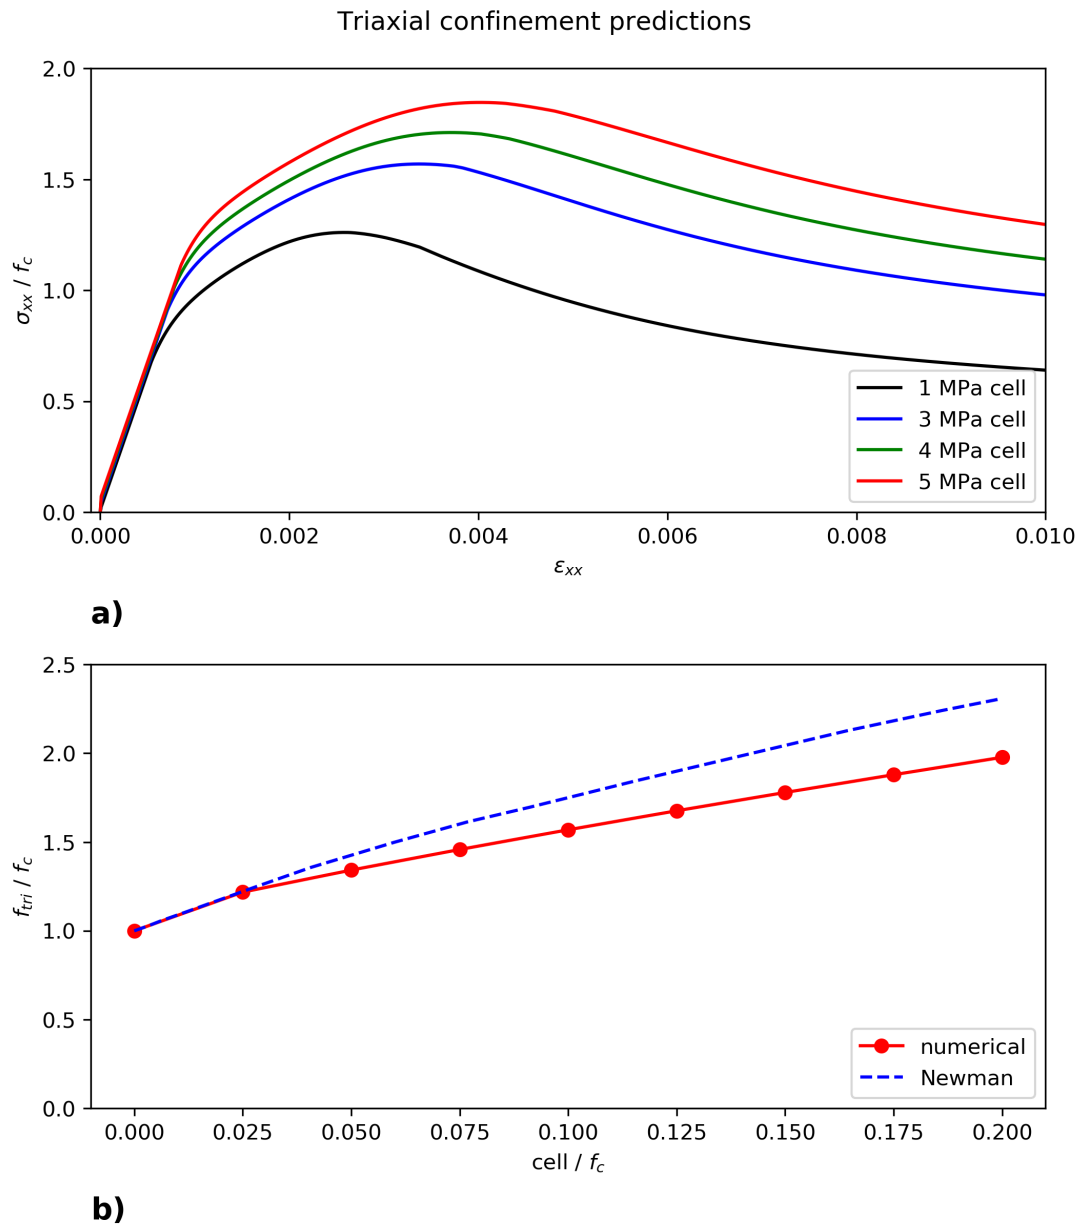 Triaxial confinement predictions
2.0
1.5
1.0
0.5
0.0
σxx / fc
0.000 0.002 0.004 0.006 0.008 0.010
εxx
1 MPa cell
3 MPa cell
4 MPa cell
5 MPa cell
a)
2.5
2.0
1.5
1.0
0.5
0.0
ftri / fc
0.000 0.025 0.050 0.075 0.100 0.125 0.150 0.175 0.200
cell / fc
numerical
Newman
b)